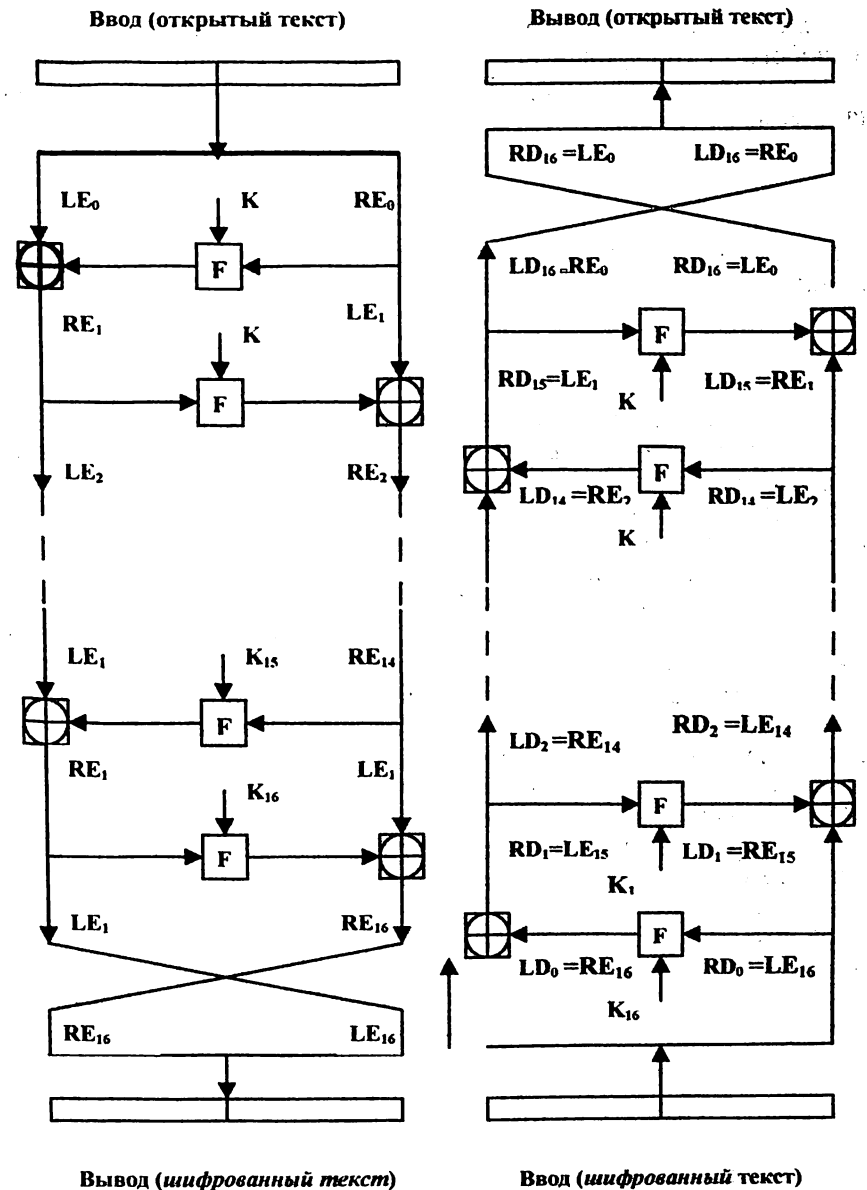 Ввод (открытый текст)
LE₀
K
RE₀
F
RE₁
K
LE₁
F
LE₂
RE₂
LE₁
K₁₅
RE₁₄
F
RE₁
K₁₆
LE₁
F
LE₁
RE₁₆
RE₁₆
LE₁₆
Вывод (шифрованный текст)
Вывод (открытый текст)
RD₁₆ =LE₀
LD₁₆ =RE₀
LD₁₆ =RE₀
RD₁₆ =LE₀
F
RD₁₅=LE₁
K
LD₁₅=RE₁
F
LD₁₄=RE₂
K
RD₁₄=LE₂
LD₂ =RE₁₄
RD₂ =LE₁₄
F
RD₁=LE₁₅
K₁
LD₁ =RE₁₅
F
LD₀ =RE₁₆
K₁₆
RD₀ =LE₁₆
Ввод (шифрованный текст)